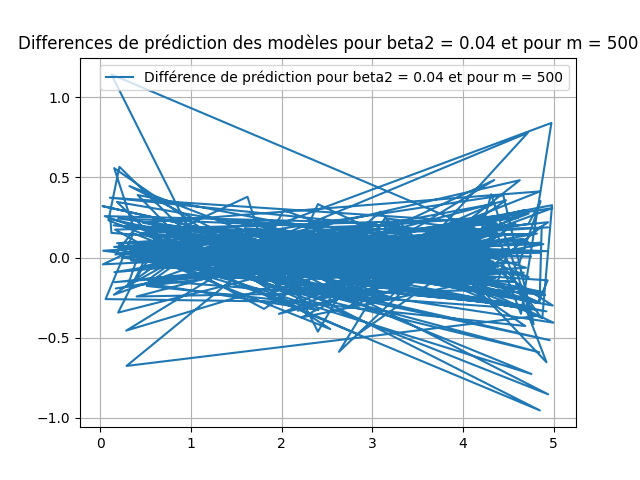 Differences de prédiction des modèles pour beta2 = 0.04 et pour m = 500
Différence de prédiction pour beta2 = 0.04 et pour m = 500
1.0
0.5
0.0
−0.5
−1.0
0 1 2 3 4 5